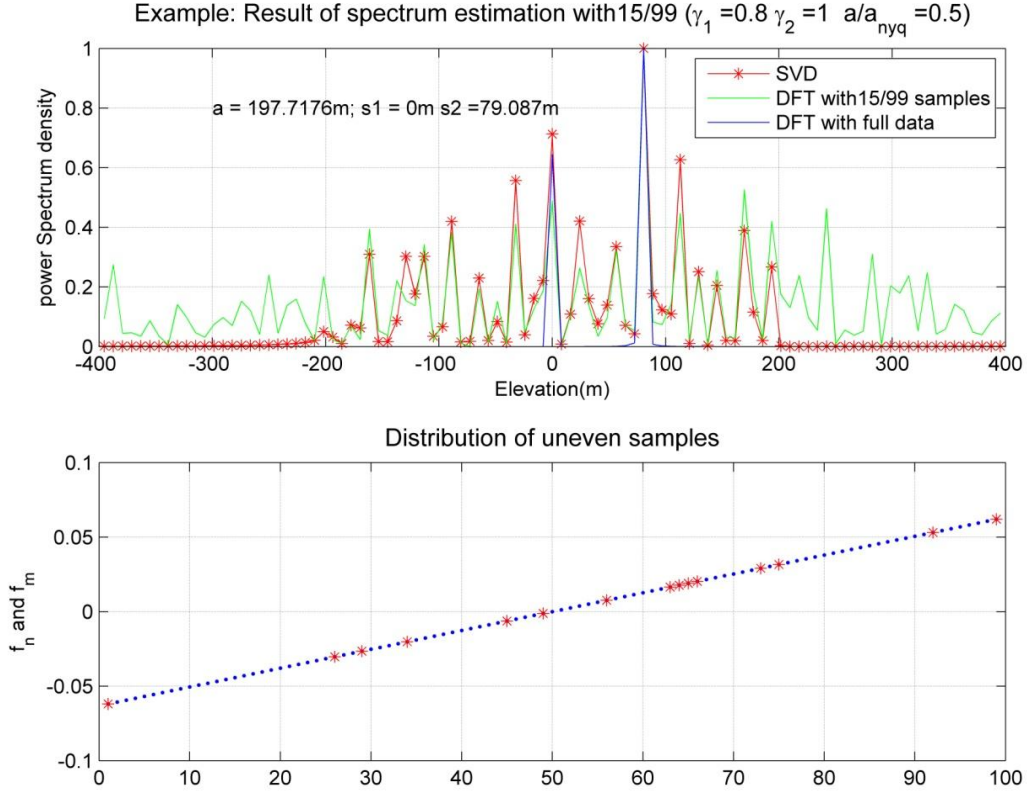 Example: Result of spectrum estimation with15/99 (γ1 =0.8 γ2 =1 a/anyq =0.5)
1
0.8
0.6
0.4
0.2
0
power Spectrum density
a = 197.7176m; s1 = 0m s2 =79.087m
SVD
DFT with15/99 samples
DFT with full data
-400 -300 -200 -100 0 100 200 300 400
Elevation(m)
Distribution of uneven samples
0.1
0.05
0
-0.05
-0.1
fn and fm
0 10 20 30 40 50 60 70 80 90 100